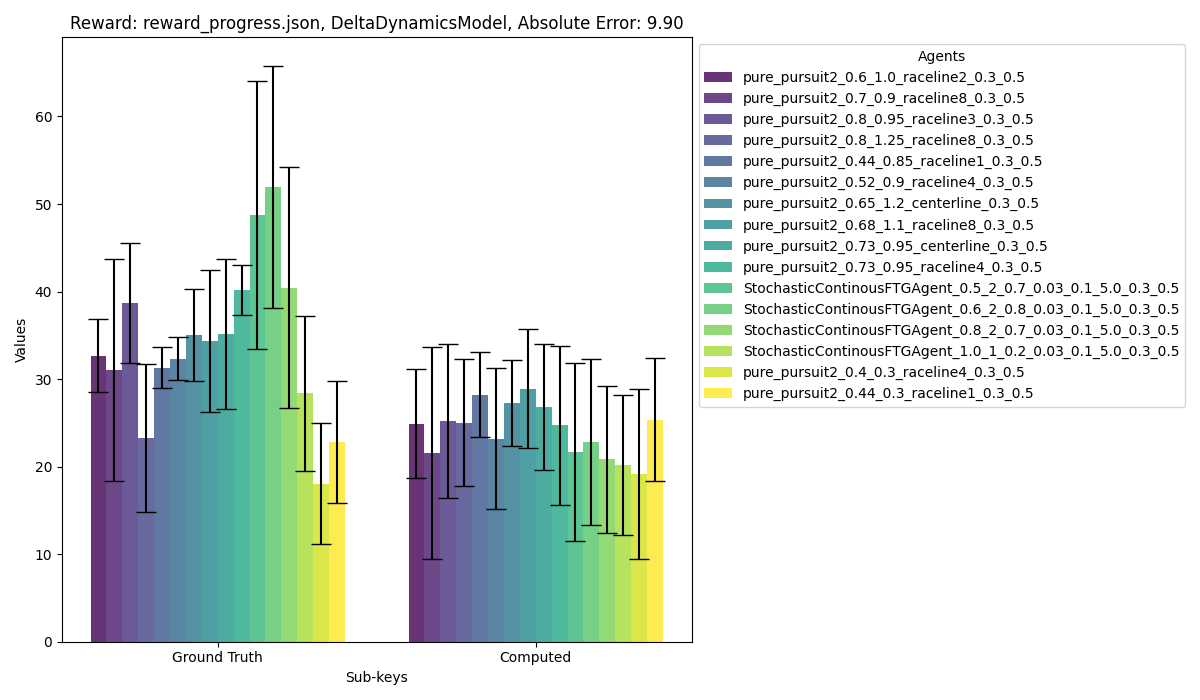 Reward: reward_progress.json, DeltaDynamicsModel, Absolute Error: 9.90
Values
60
50
40
30
20
10
0
Ground Truth
Computed
Sub-keys
Agents
pure_pursuit2_0.6_1.0_raceline2_0.3_0.5
pure_pursuit2_0.7_0.9_raceline8_0.3_0.5
pure_pursuit2_0.8_0.95_raceline3_0.3_0.5
pure_pursuit2_0.8_1.25_raceline8_0.3_0.5
pure_pursuit2_0.44_0.85_raceline1_0.3_0.5
pure_pursuit2_0.52_0.9_raceline4_0.3_0.5
pure_pursuit2_0.65_1.2_centerline_0.3_0.5
pure_pursuit2_0.68_1.1_raceline8_0.3_0.5
pure_pursuit2_0.73_0.95_centerline_0.3_0.5
pure_pursuit2_0.73_0.95_raceline4_0.3_0.5
StochasticContinousFTGAgent_0.5_2_0.7_0.03_0.1_5.0_0.3_0.5
StochasticContinousFTGAgent_0.6_2_0.8_0.03_0.1_5.0_0.3_0.5
StochasticContinousFTGAgent_0.8_2_0.7_0.03_0.1_5.0_0.3_0.5
StochasticContinousFTGAgent_1.0_1_0.2_0.03_0.1_5.0_0.3_0.5
pure_pursuit2_0.4_0.3_raceline4_0.3_0.5
pure_pursuit2_0.44_0.3_raceline1_0.3_0.5